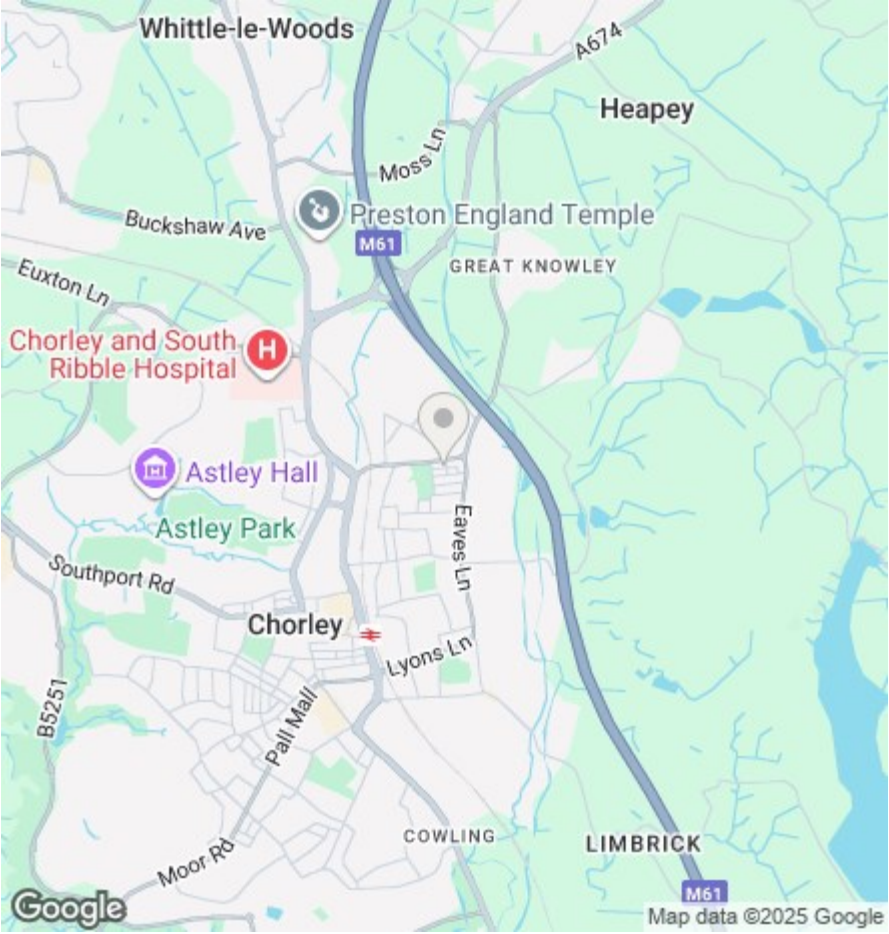 Whittle-le-Woods
A674
Heapey
Moss Ln
Buckshaw Ave
Preston England Temple
M61
GREAT KNOWLEY
Euxton Ln
Chorley and South
Ribble Hospital
H
Astley Hall
Astley Park
Eaves Ln
Southport Rd
Chorley
Lyons Ln
B5251
Pall Mall
COWLING
LIMBRICK
Moor Rd
M61
Google
Map data ©2025 Google